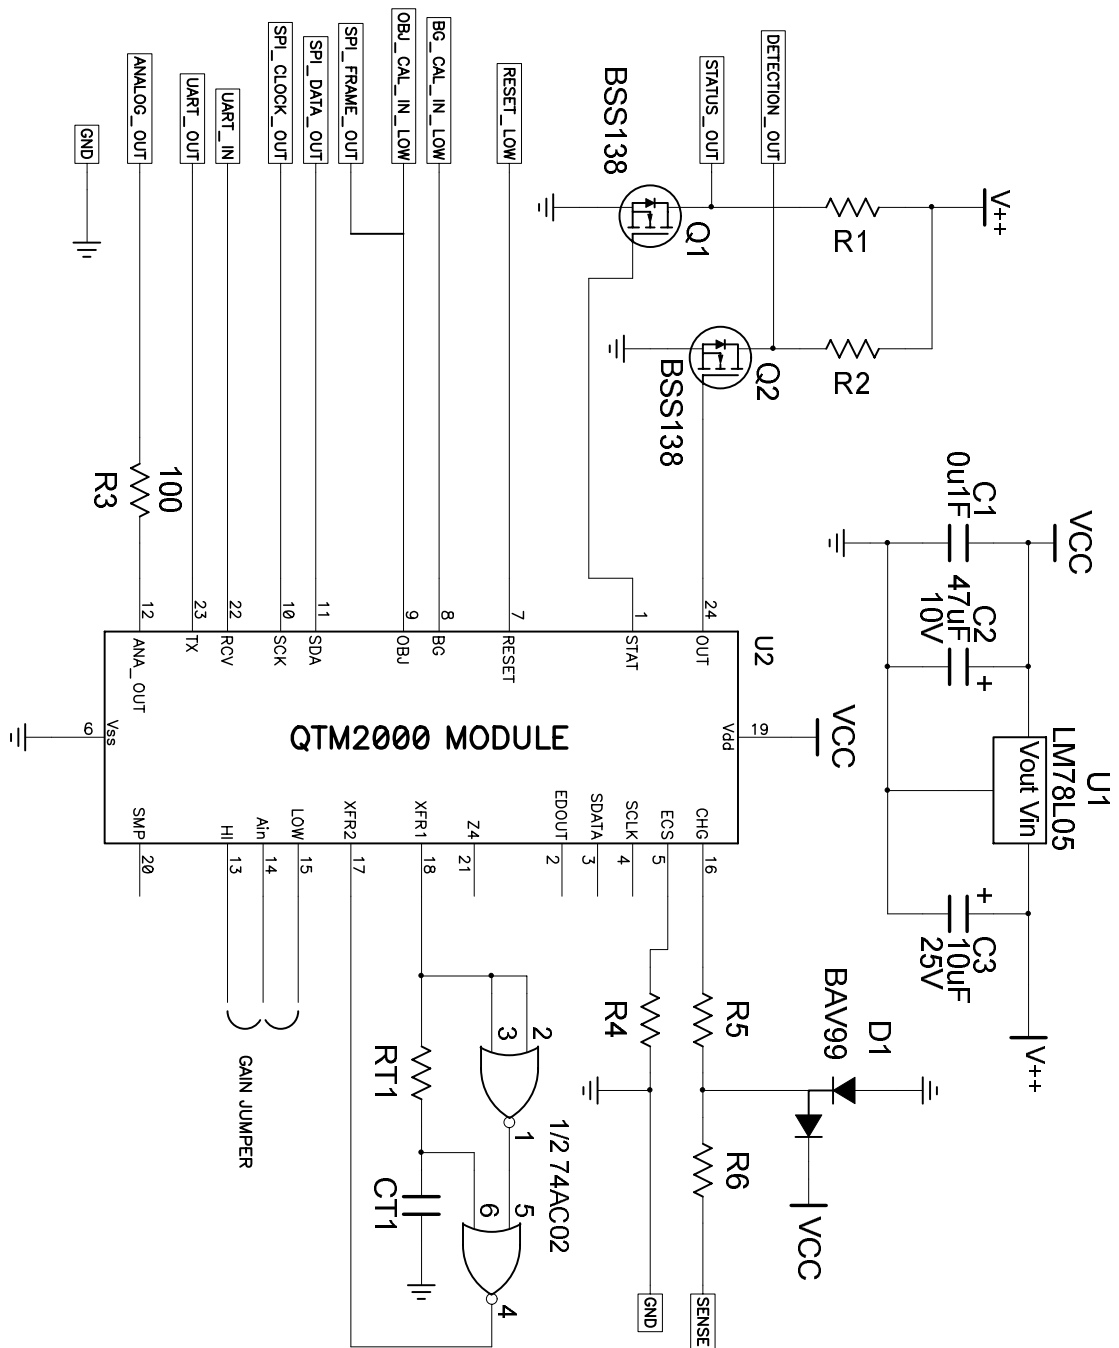 V++
V++
VCC
VCC
VCC
DETECTION_OUT
STATUS_OUT
RESET_LOW
BG_CAL_IN_LOW
OBJ_CAL_IN_LOW
SPI_FRAME_OUT
SPI_DATA_OUT
SPI_CLOCK_OUT
UART_IN
UART_OUT
ANALOG_OUT
GND
BSS138
Q1
BSS138
Q2
R1
R2
100
R3
C1
0u1F
C2
47uF
10V
U1
LM78L05
Vout Vin
C3
10uF
25V
U2
QTM2000 MODULE
24
OUT
1
STAT
7
RESET
8
BG
9
OBJ
11
SDA
10
SCK
22
RCV
23
TX
12
ANA_OUT
Vdd
19
Vss
6
CHG
16
ECS
5
SCLK
4
SDATA
3
EDOUT
2
Z4
21
XFR1
18
XFR2
17
LOW
15
Ain
14
HI
13
SMP
20
GAIN JUMPER
R5
R4
R6
D1
BAV99
RT1
CT1
1/2 74AC02
2
3
1
5
6
4
SENSE
GND